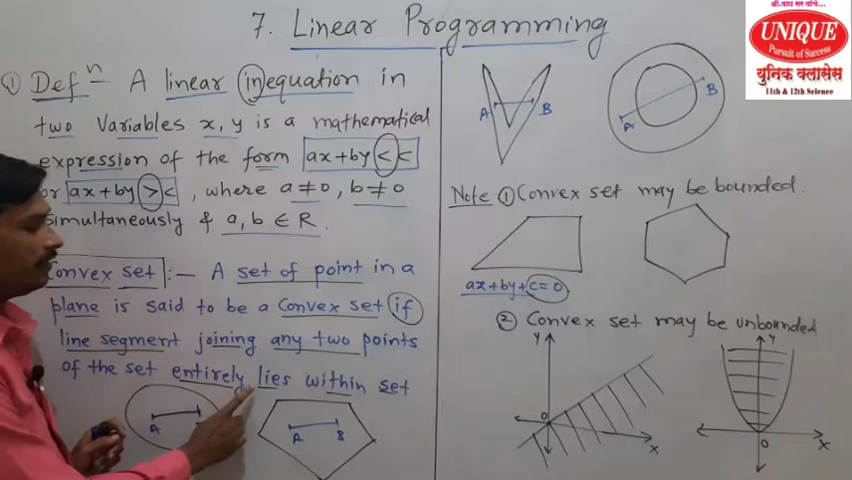 7. Linear Programming
① Defⁿ A linear inequation in
two Variables x, y is a mathematical
expression of the form ax+by < c
or ax+by > c , where a≠0, b≠0
simultaneously & a, b ∈ R.
Convex set :— A set of point in a
plane is said to be a Convex set if
line segment joining any two points
of the set entirely lies within set
A
A B
A B
A B
Note ① Convex set may be bounded.
ax+by+c=0
② Convex set may be unbounded
Y Y
0 X 0 X
UNIQUE
Pursuit of Success
युनिक क्लासेस
11th & 12th Science